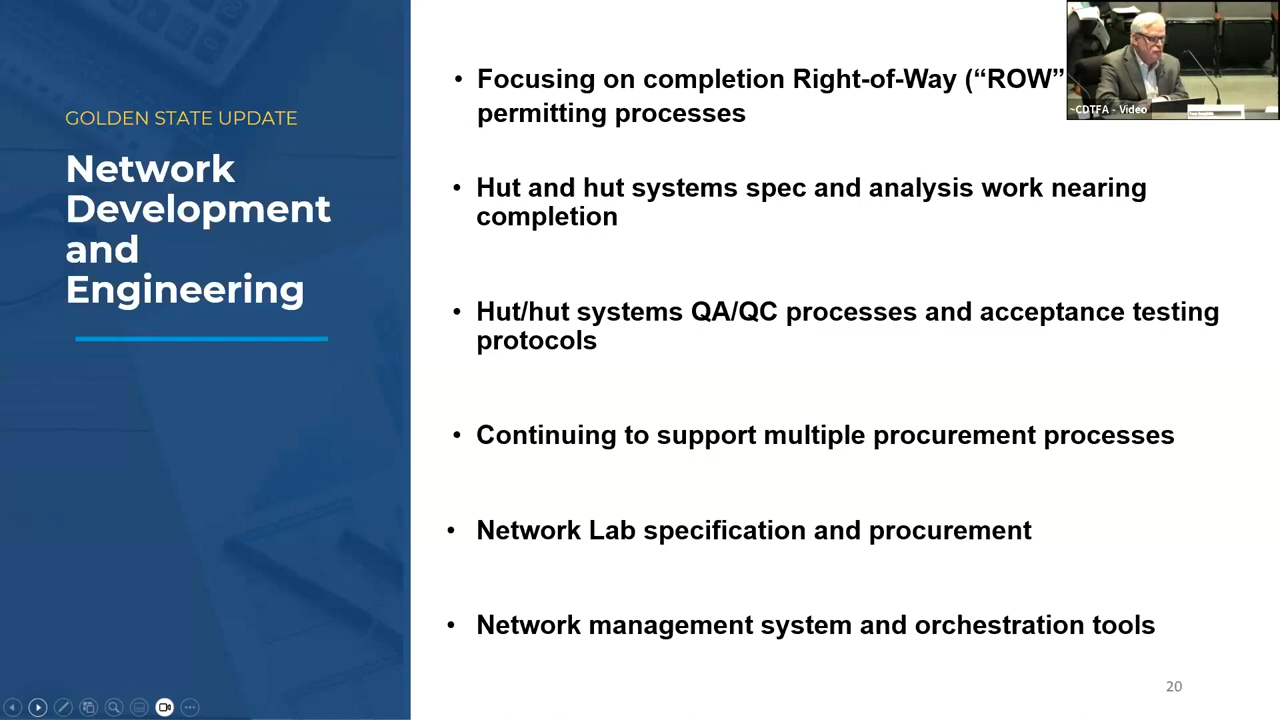 GOLDEN STATE UPDATE
Network
Development
and
Engineering
• Focusing on completion Right-of-Way (“ROW”
permitting processes
• Hut and hut systems spec and analysis work nearing
completion
• Hut/hut systems QA/QC processes and acceptance testing
protocols
• Continuing to support multiple procurement processes
• Network Lab specification and procurement
• Network management system and orchestration tools
20
~CDTFA - Video